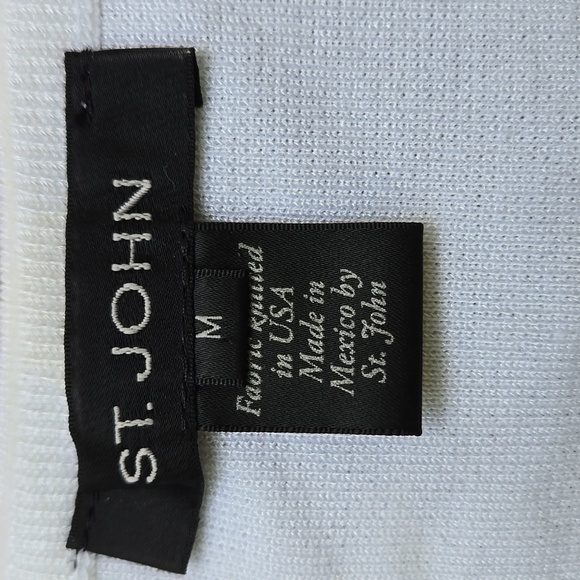 ST. JOHN
M
Fabric knitted
in USA
Made in
Mexico by
St. John